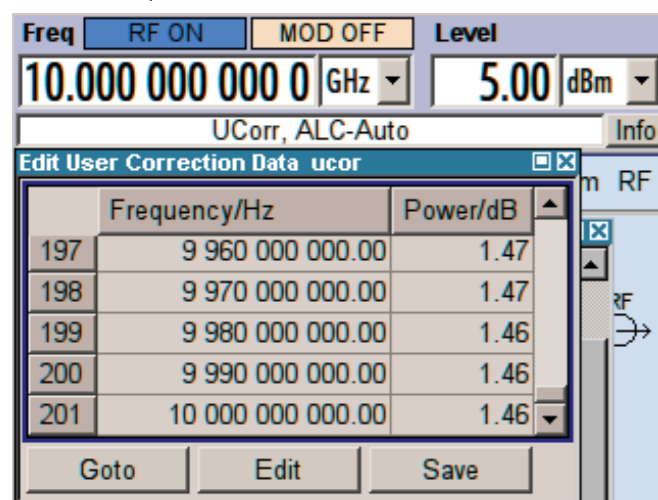 Freq RF ON MOD OFF Level
10.000 000 000 0 GHz 5.00 dBm
UCorr, ALC-Auto Info
Edit User Correction Data ucor
m RF
Frequency/Hz Power/dB
197 9 960 000 000.00 1.47
198 9 970 000 000.00 1.47
RF
199 9 980 000 000.00 1.46
200 9 990 000 000.00 1.46
201 10 000 000 000.00 1.46
Goto Edit Save